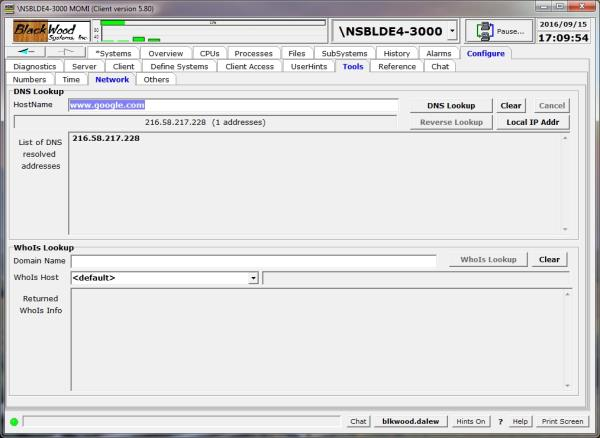 \NSBLDE4-3000 MOMI (Client version 5.80)
BlackWood
Systems, Inc.
\NSBLDE4-3000
Pause...
2016/09/15
17:09:54
*Systems Overview CPUs Processes Files SubSystems History Alarms Configure
Diagnostics Server Client Define Systems Client Access UserHints Tools Reference Chat
Numbers Time Network Others
DNS Lookup
HostName www.google.com DNS Lookup Clear Cancel
216.58.217.228 (1 addresses) Reverse Lookup Local IP Addr
List of DNS
resolved
addresses
216.58.217.228
WhoIs Lookup
Domain Name WhoIs Lookup Clear
WhoIs Host <default>
Returned
WhoIs Info
Chat blkwood.dalew Hints On ? Help Print Screen